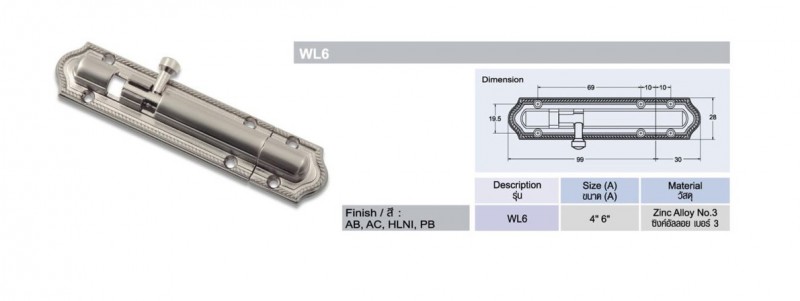 WL6
Dimension
69
10
10
19.5
28
99
30
Description
รุ่น
Size (A)
ขนาด (A)
Material
วัสดุ
Finish / สี :
AB, AC, HLNI, PB
WL6
4" 6"
Zinc Alloy No.3
ซิงค์อัลลอย เบอร์ 3